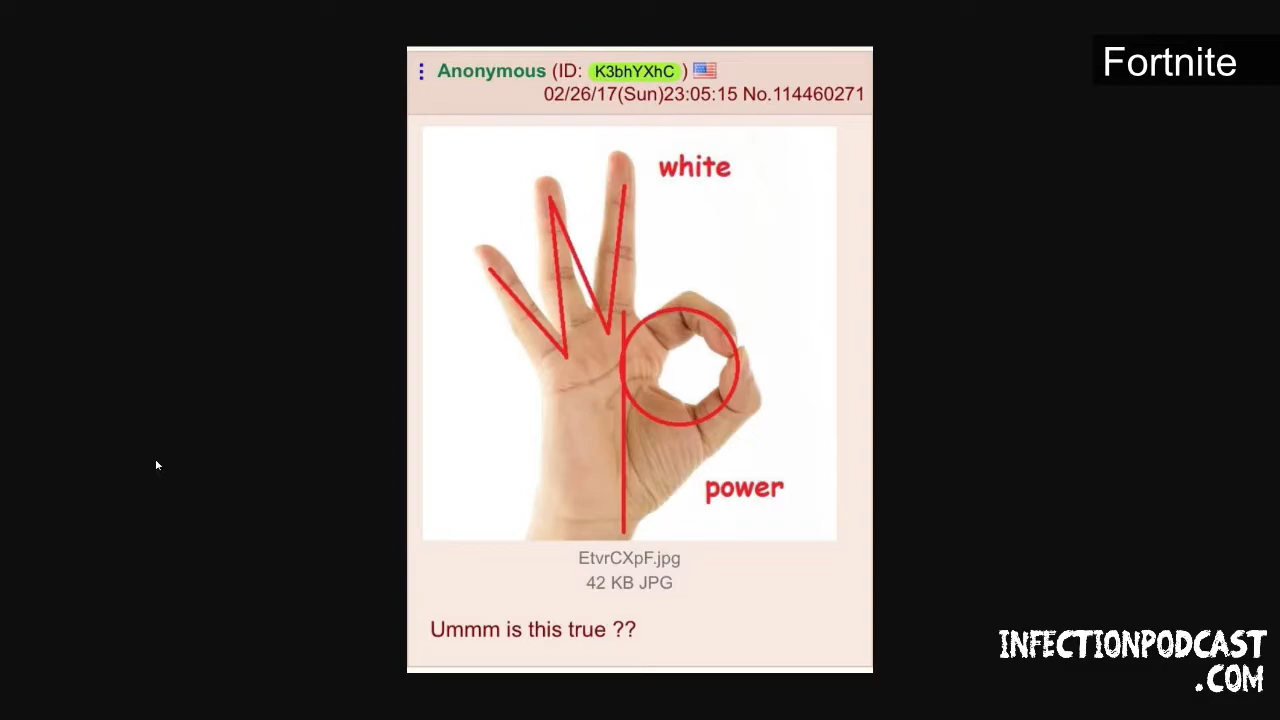 Fortnite
Anonymous (ID: K3bhYXhC)
02/26/17(Sun)23:05:15 No.114460271
white
power
EtvrCXpF.jpg
42 KB JPG
Ummm is this true ??
INFECTIONPODCAST
.COM